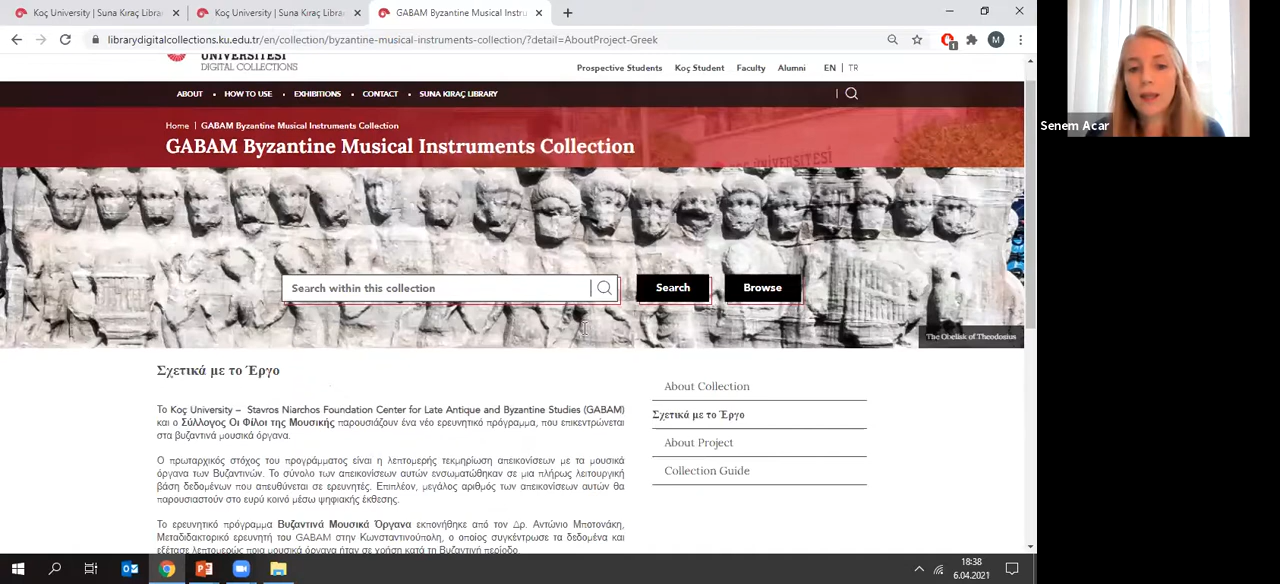 Koç University | Suna Kıraç Libra
Koç University | Suna Kıraç Libra
GABAM Byzantine Musical Instru
librarydigitalcollections.ku.edu.tr/en/collection/byzantine-musical-instruments-collection/?detail=AboutProject-Greek
1
M
ÜNİVERSİTESİ
DIGITAL COLLECTIONS
Prospective Students Koç Student Faculty Alumni EN | TR
ABOUT • HOW TO USE • EXHIBITIONS • CONTACT • SUNA KIRAÇ LIBRARY
Home | GABAM Byzantine Musical Instruments Collection
GABAM Byzantine Musical Instruments Collection
Search within this collection
Search
Browse
The Obelisk of Theodosius
Σχετικά με το Έργο
Το Koç University – Stavros Niarchos Foundation Center for Late Antique and Byzantine Studies (GABAM)
και ο Σύλλογος Οι Φίλοι της Μουσικής παρουσιάζουν ένα νέο ερευνητικό πρόγραμμα, που επικεντρώνεται
στα βυζαντινά μουσικά όργανα.
Ο πρωταρχικός στόχος του προγράμματος είναι η λεπτομερής τεκμηρίωση απεικονίσεων με τα μουσικά
όργανα των Βυζαντινών. Το σύνολο των απεικονίσεων αυτών ενσωματώθηκαν σε μια πλήρως λειτουργική
βάση δεδομένων που απευθύνεται σε ερευνητές. Επιπλέον, μεγάλος αριθμός των απεικονίσεων αυτών θα
παρουσιαστούν στο ευρύ κοινό μέσω ψηφιακής έκθεσης.
Το ερευνητικό πρόγραμμα Βυζαντινά Μουσικά Όργανα εκπονήθηκε από τον Δρ. Αντώνιο Μποτονάκη,
Μεταδιδακτορικό ερευνητή του GABAM στην Κωνσταντινούπολη, ο οποίος συγκέντρωσε τα δεδομένα και
εξέτασε λεπτομερώς ποια μουσικά όργανα ήταν σε χρήση κατά τη Βυζαντινή περίοδο.
About Collection
Σχετικά με το Έργο
About Project
Collection Guide
Senem Acar
18:38
6.04.2021